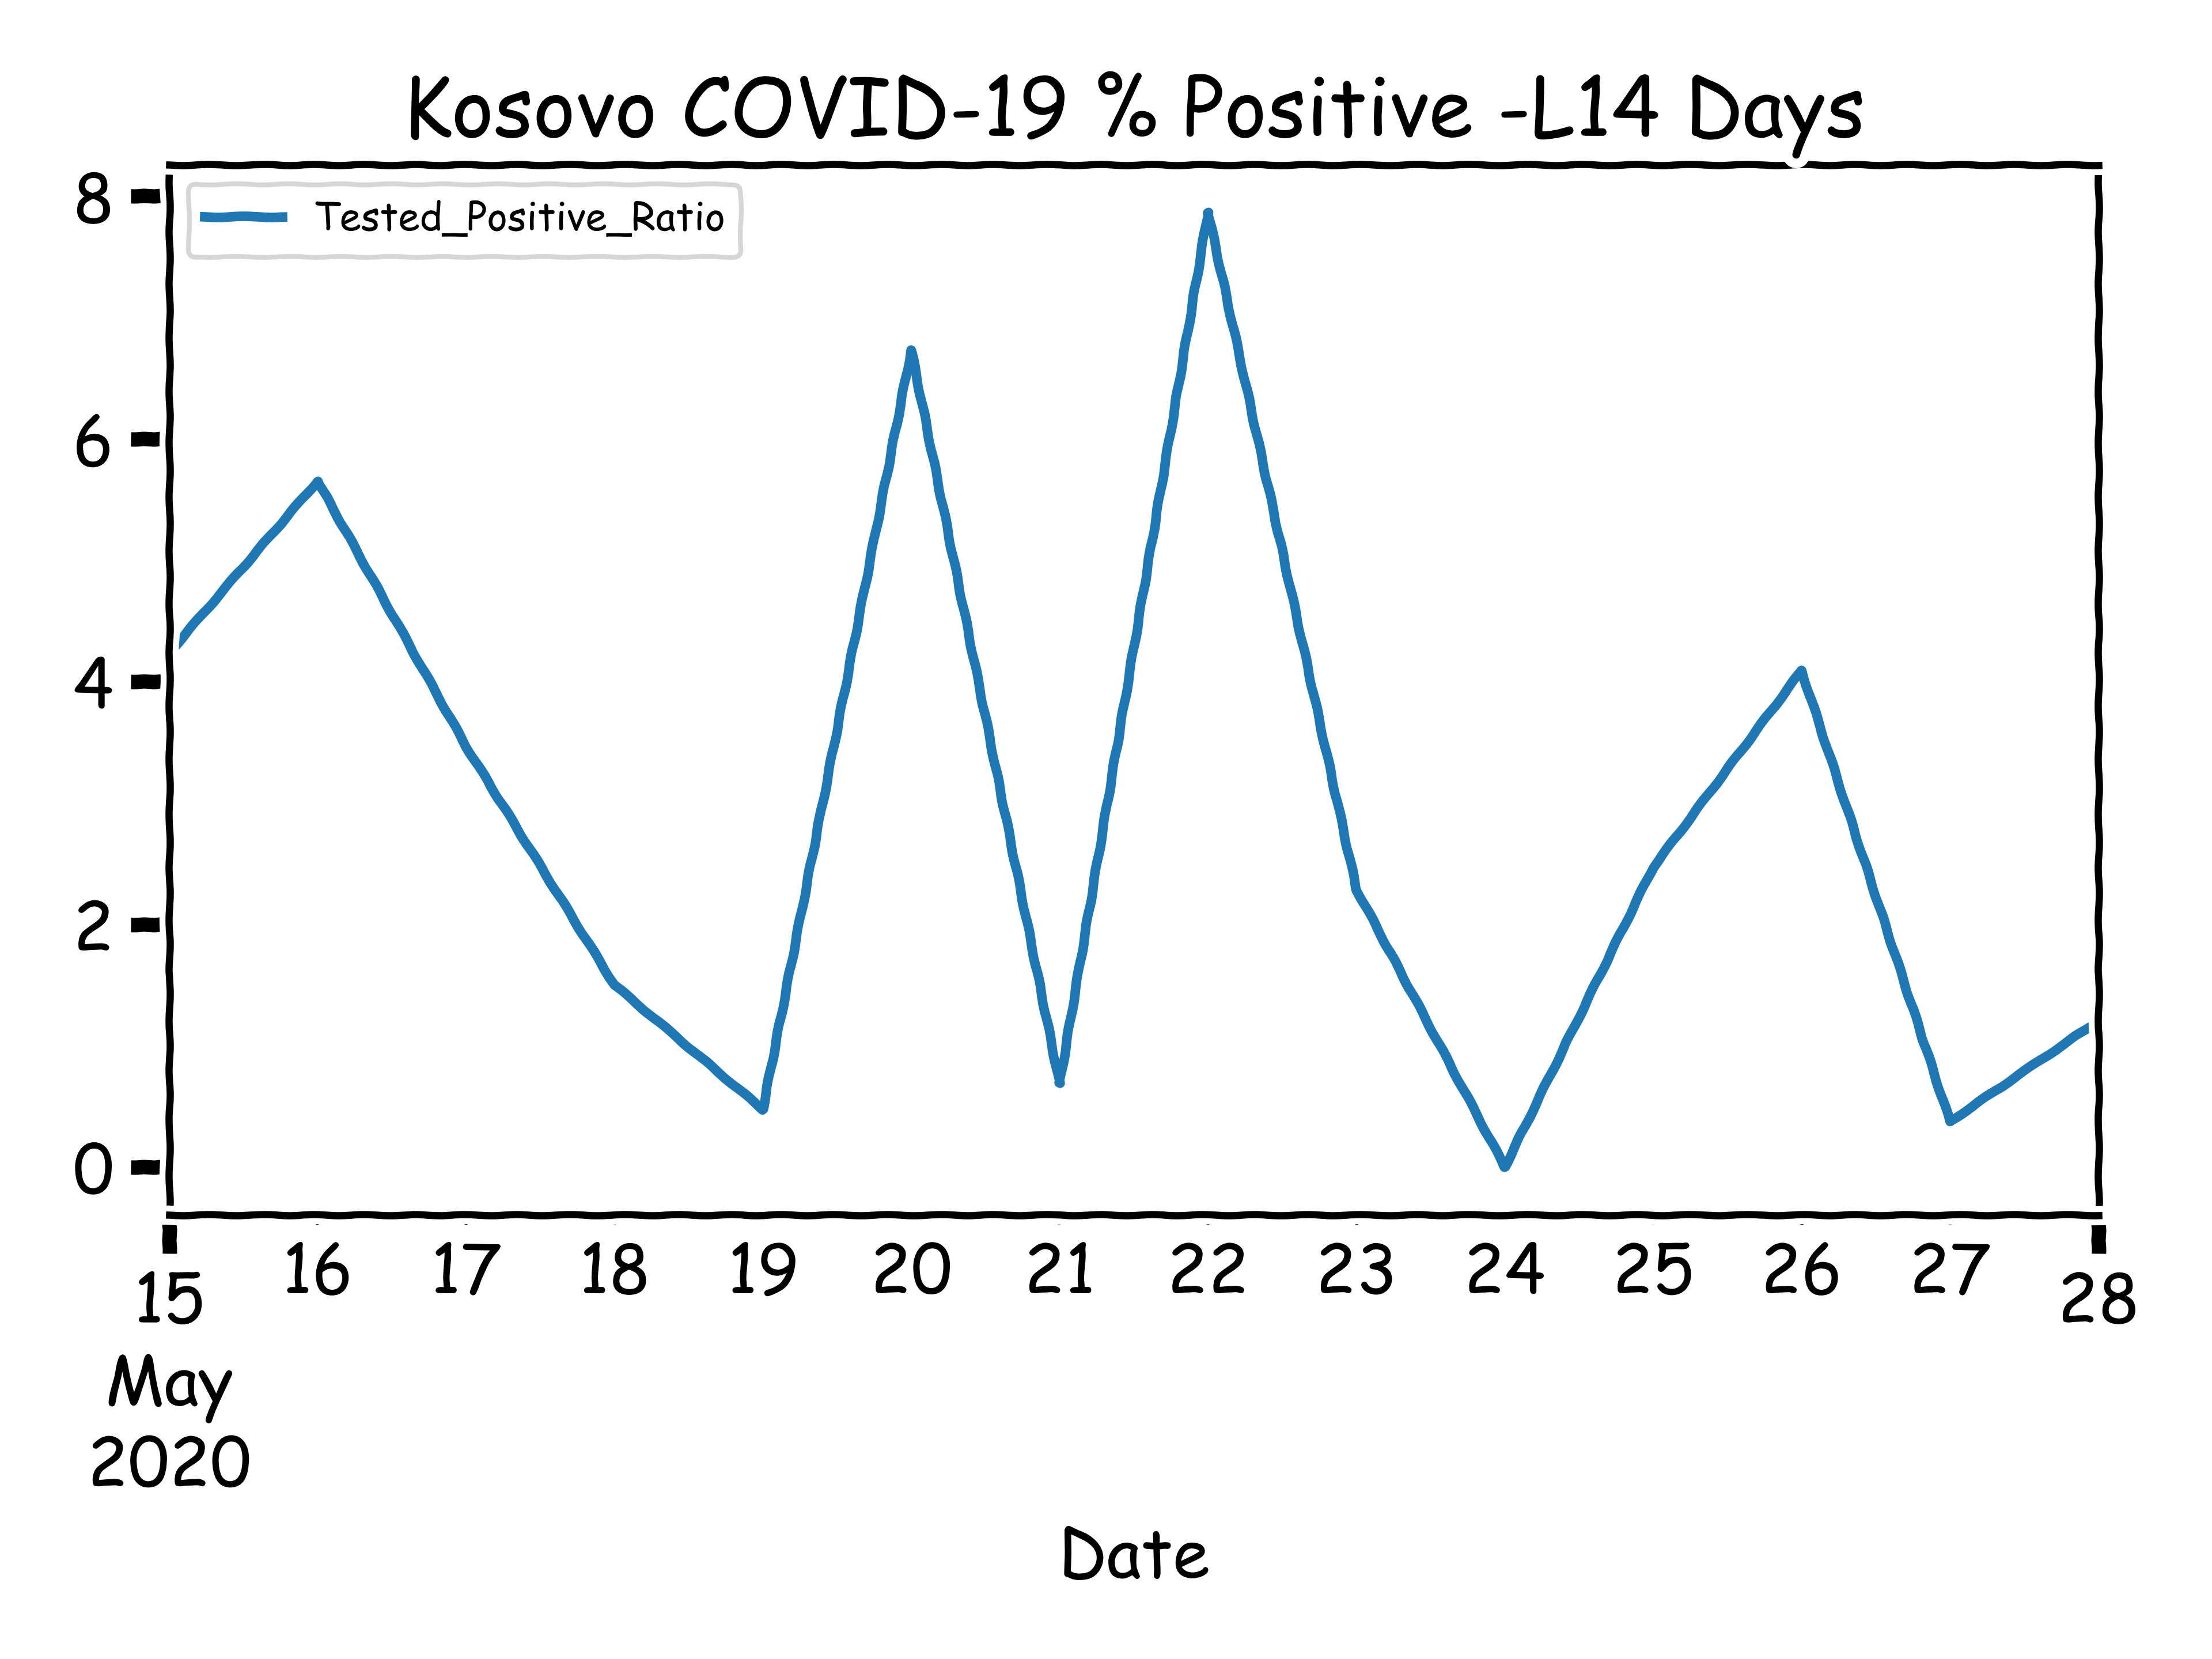 Kosovo COVID-19 % Positive -L14 Days
Tested_Positive_Ratio
8
6
4
2
0
15 16 17 18 19 20 21 22 23 24 25 26 27 28
May
2020
Date